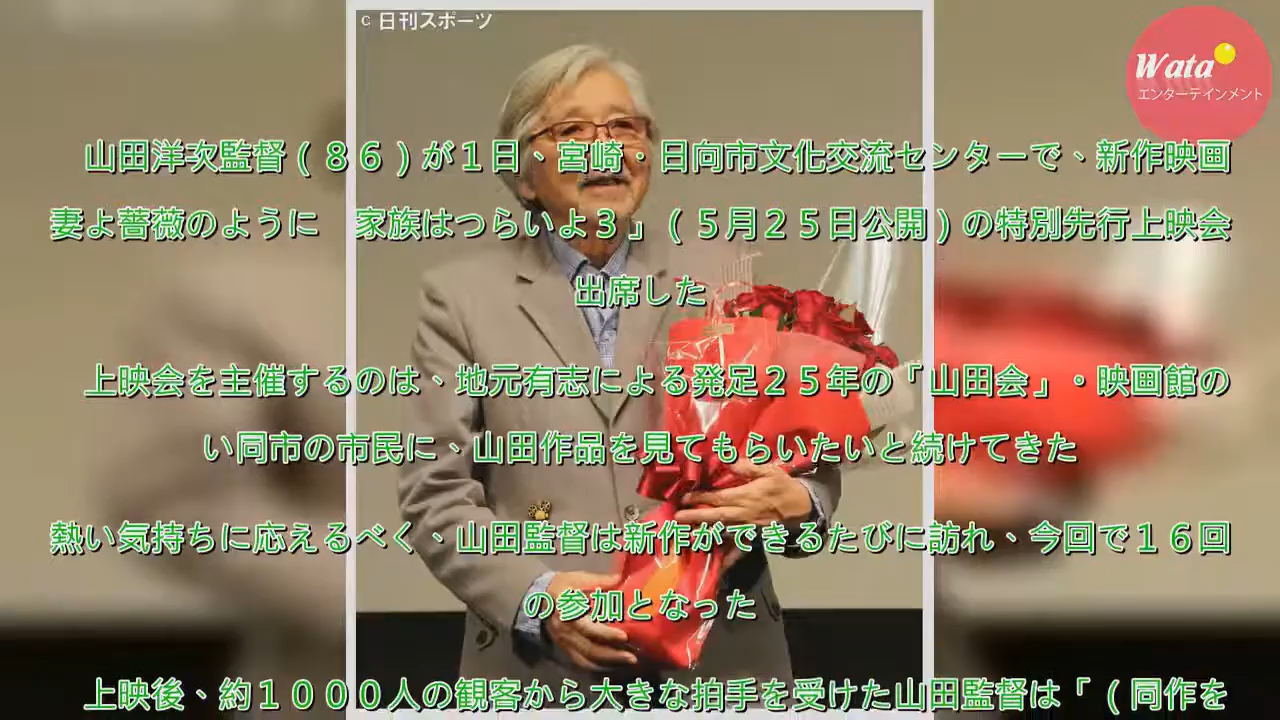 c 日刊スポーツ
Wata
エンターテインメント
山田洋次監督(86)が1日、宮崎・日向市文化交流センターで、新作映画
妻よ薔薇のように　家族はつらいよ3」(5月25日公開)の特別先行上映会
出席した
上映会を主催するのは、地元有志による発足25年の「山田会」・映画館の
い同市の市民に、山田作品を見てもらいたいと続けてきた
熱い気持ちに応えるべく、山田監督は新作ができるたびに訪れ、今回で16回
の参加となった
上映後、約1000人の観客から大きな拍手を受けた山田監督は「(同作を